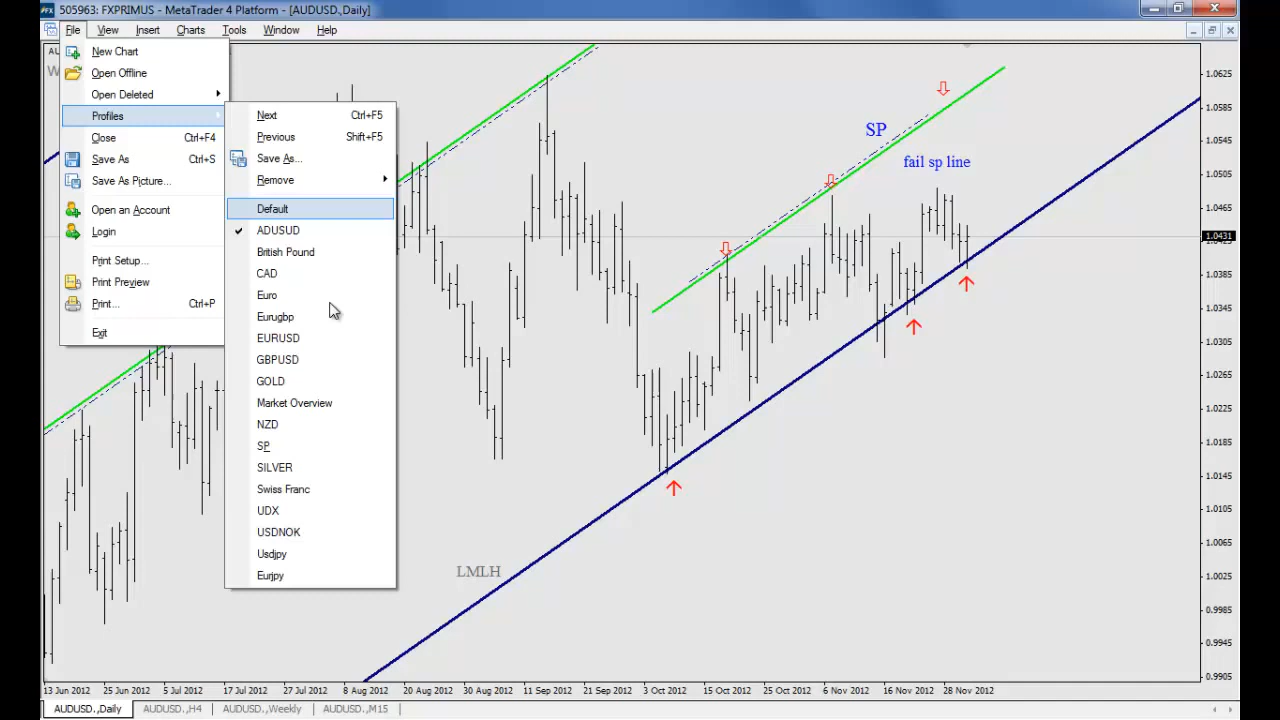 505963: FXPRIMUS - MetaTrader 4 Platform - [AUDUSD.,Daily]
File View Insert Charts Tools Window Help
New Chart
Open Offline
Open Deleted
Profiles
Close Ctrl+F4
Save As Ctrl+S
Save As Picture...
Open an Account
Login
Print Setup...
Print Preview
Print... Ctrl+P
Exit
Next Ctrl+F5
Previous Shift+F5
Save As...
Remove
Default
ADUSUD
British Pound
CAD
Euro
Eurugbp
EURUSD
GBPUSD
GOLD
Market Overview
NZD
SP
SILVER
Swiss Franc
UDX
USDNOK
Usdjpy
Eurjpy
SP
fail sp line
LMLH
1.0625
1.0585
1.0545
1.0505
1.0465
1.0431
1.0385
1.0345
1.0305
1.0265
1.0225
1.0185
1.0145
1.0105
1.0065
1.0025
0.9985
0.9945
0.9905
13 Jun 2012 25 Jun 2012 5 Jul 2012 17 Jul 2012 27 Jul 2012 8 Aug 2012 20 Aug 2012 30 Aug 2012 11 Sep 2012 21 Sep 2012 3 Oct 2012 15 Oct 2012 25 Oct 2012 6 Nov 2012 16 Nov 2012 28 Nov 2012
AUDUSD.,Daily AUDUSD.,H4 AUDUSD.,Weekly AUDUSD.,M15